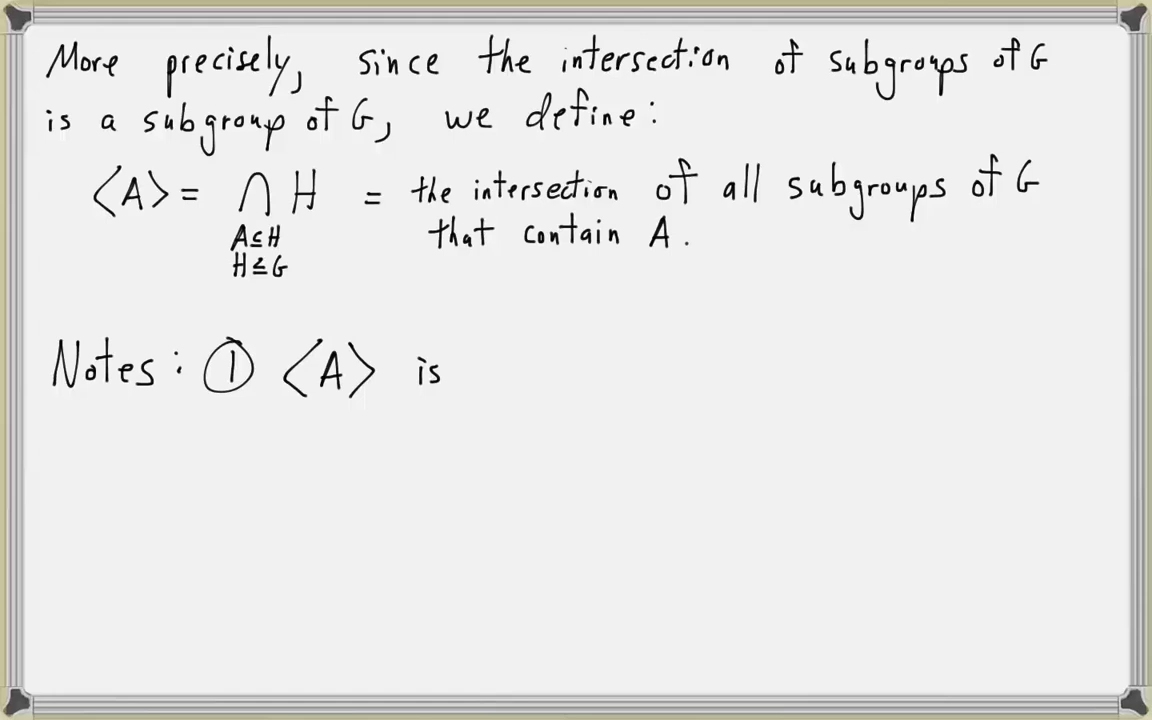 More precisely, since the intersection of subgroups of G
is a subgroup of G, we define:
⟨A⟩ = ⋂ H = the intersection of all subgroups of G
A⊆H that contain A.
H≤G
Notes: ① ⟨A⟩ is